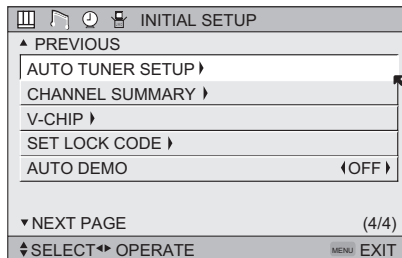 INITIAL SETUP
▲ PREVIOUS
AUTO TUNER SETUP
CHANNEL SUMMARY
V-CHIP
SET LOCK CODE
AUTO DEMO OFF
▼ NEXT PAGE (4/4)
SELECT OPERATE MENU EXIT